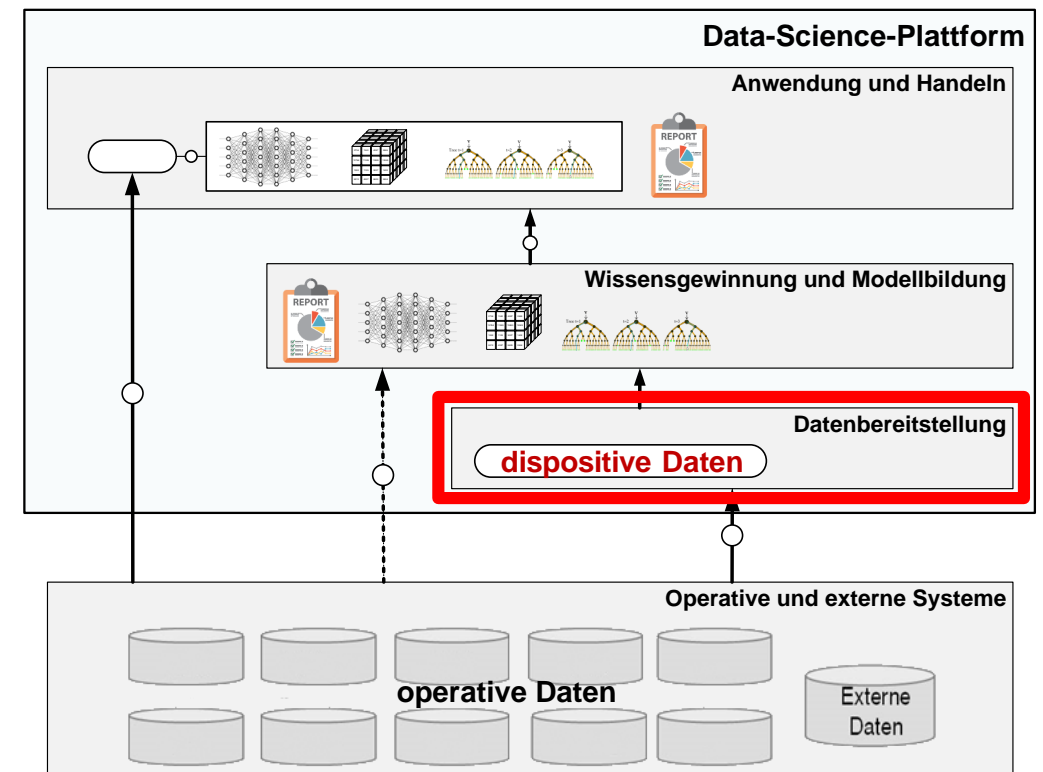 Data-Science-Plattform
Anwendung und Handeln
REPORT
Wissensgewinnung und Modellbildung
REPORT
Datenbereitstellung
dispositive Daten
Operative und externe Systeme
operative Daten
Externe
Daten